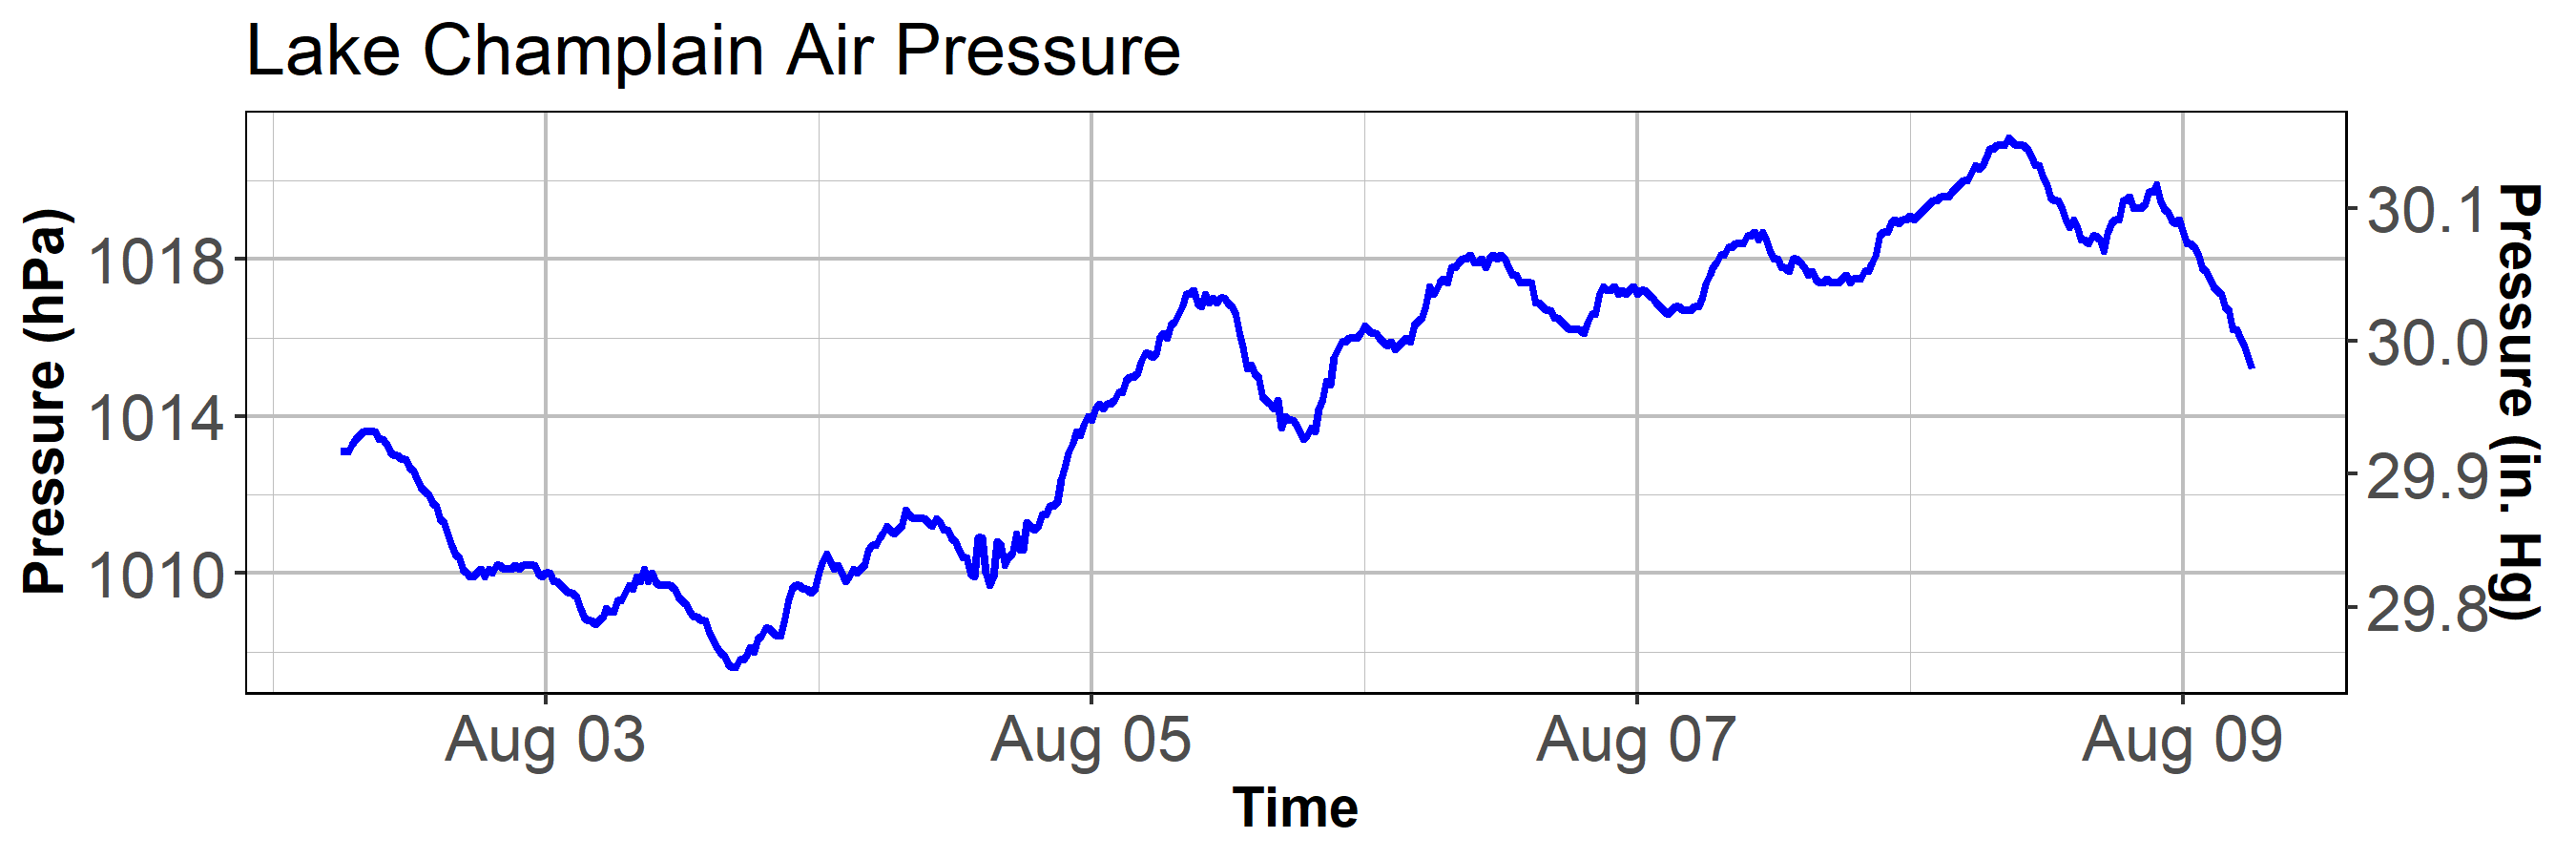 Lake Champlain Air Pressure
Pressure (hPa)
1018
1014
1010
30.1
30.0
29.9
29.8
Pressure (in. Hg)
Aug 03 Aug 05 Aug 07 Aug 09
Time